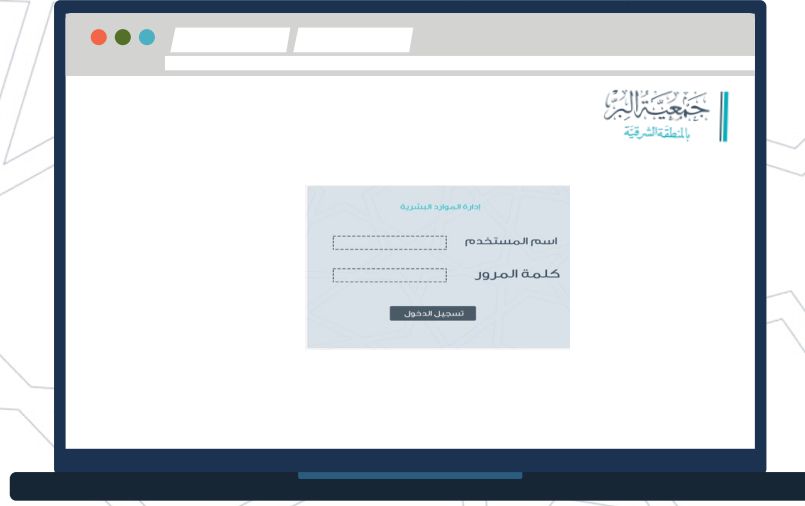 جمعية البر
بالمنطقة الشرقية
إدارة الموارد البشرية
اسم المستخدم
كلمة المرور
تسجيل الدخول